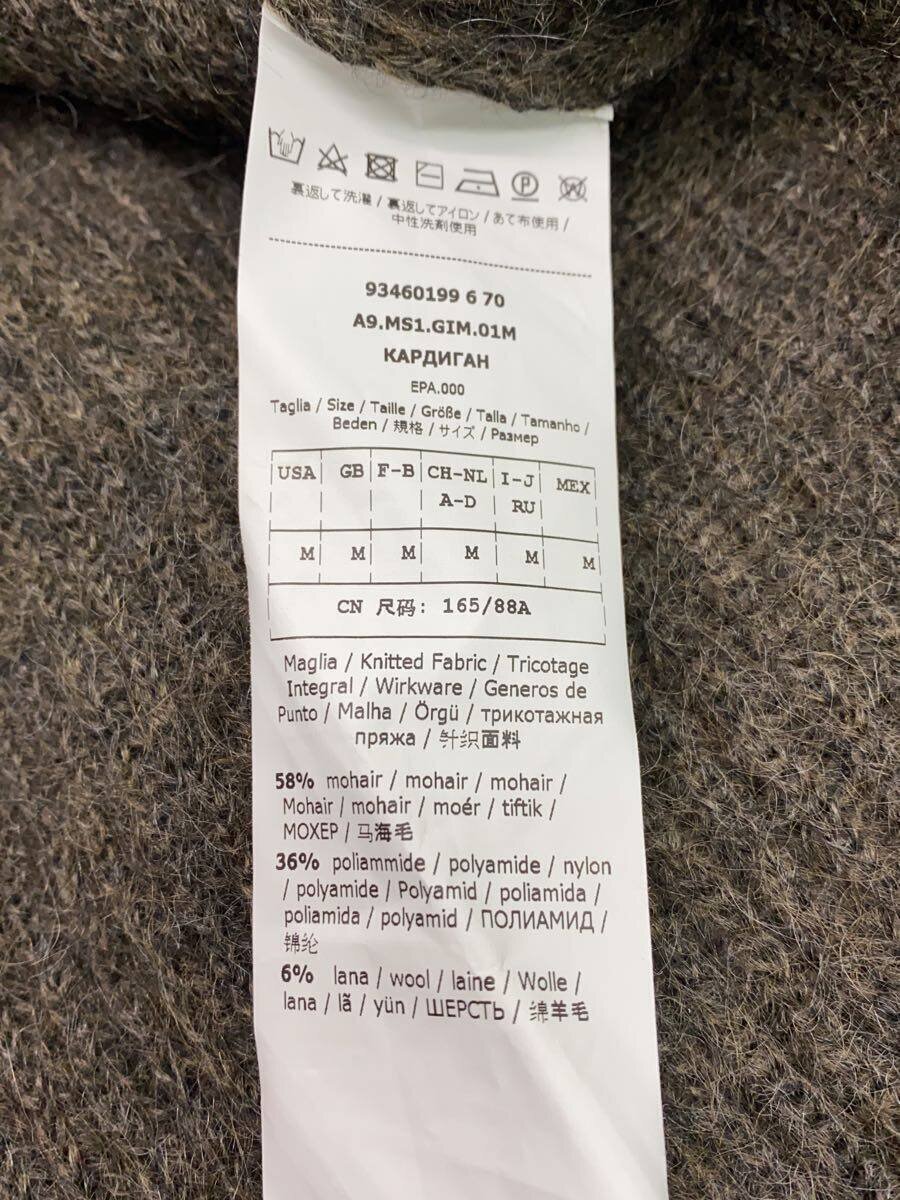 裏返して洗濯 / 裏返してアイロン / あて布使用 /
中性洗剤使用
93460199 6 70
A9.MS1.GIM.01M
КАРДИГАН
EPA.000
Taglia / Size / Taille / Größe / Talla / Tamanho /
Beden / 規格 / サイズ / Размер
USA GB F-B CH-NL I-J MEX
A-D RU
M M M M M M
CN 尺码: 165/88A
Maglia / Knitted Fabric / Tricotage
Integral / Wirkware / Generos de
Punto / Malha / Örgü / трикотажная
пряжа / 针织面料
58% mohair / mohair / mohair /
Mohair / mohair / moér / tiftik /
МОХЕР / 马海毛
36% poliammide / polyamide / nylon
/ polyamide / Polyamid / poliamida /
poliamida / polyamid / ПОЛИАМИД /
锦纶
6% lana / wool / laine / Wolle /
lana / lã / yün / ШЕРСТЬ / 绵羊毛